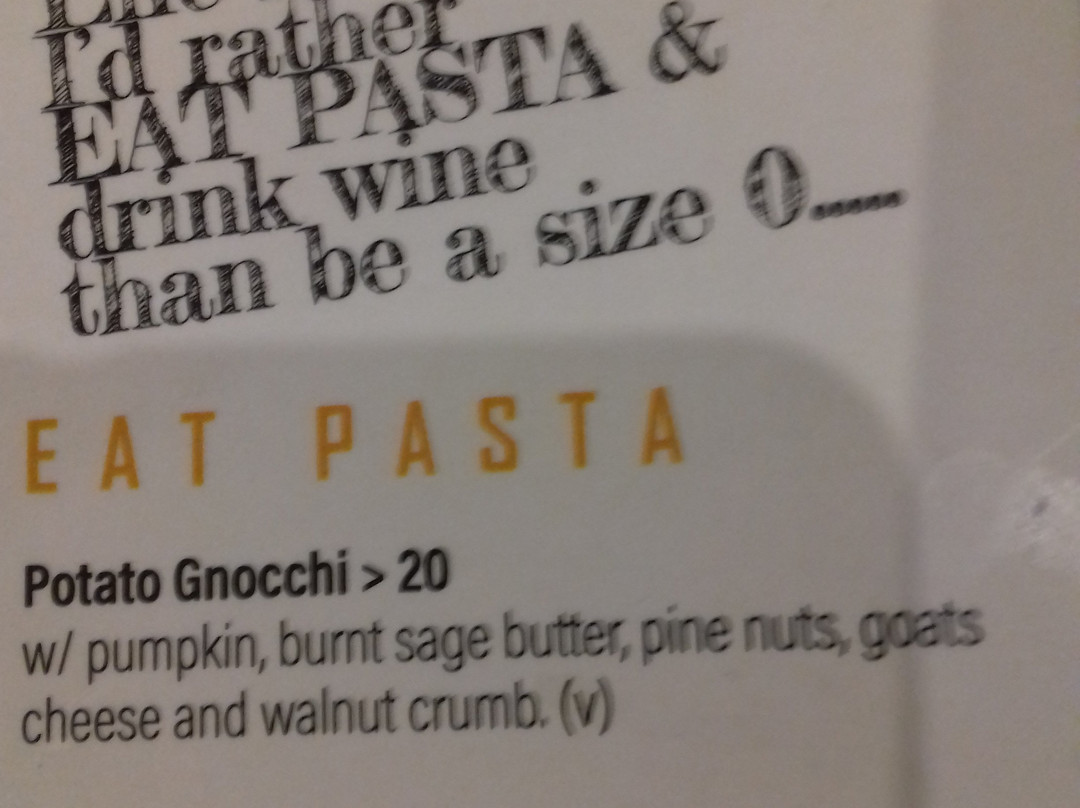 I'd rather
EAT PASTA &
drink wine
than be a size 0.....
EAT PASTA
Potato Gnocchi > 20
w/ pumpkin, burnt sage butter, pine nuts, goats
cheese and walnut crumb. (v)